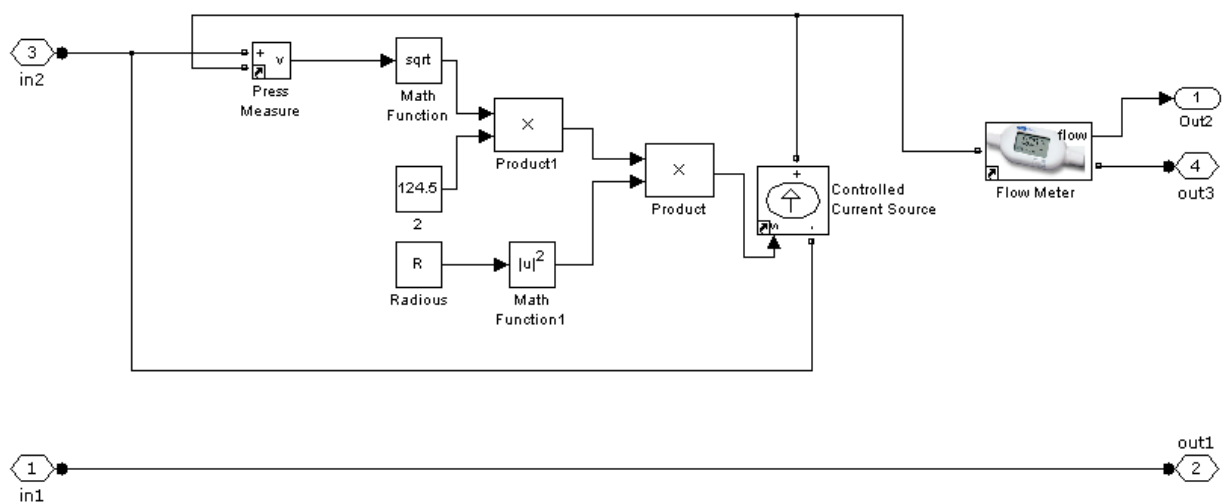 3
in2
+
v
Press
Measure
sqrt
Math
Function
×
Product1
124.5
2
R
Radious
|u|²
Math
Function1
×
Product
+
s
-
Controlled
Current Source
flow
Flow Meter
1
Out2
4
out3
1
in1
out1
2